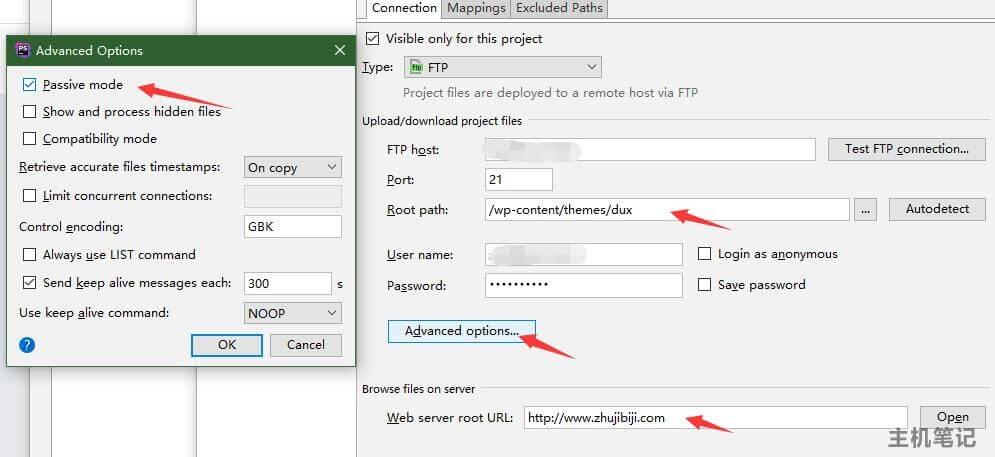 Connection
Mappings
Excluded Paths
Visible only for this project
Type:
FTP
Project files are deployed to a remote host via FTP
Upload/download project files
FTP host:
Test FTP connection...
Port:
21
Root path:
/wp-content/themes/dux
...
Autodetect
User name:
Login as anonymous
Password:
••••••••••
Save password
Advanced options...
Browse files on server
Web server root URL:
http://www.zhujibiji.com
Open
PS
Advanced Options
Passive mode
Show and process hidden files
Compatibility mode
Retrieve accurate files timestamps:
On copy
Limit concurrent connections:
Control encoding:
GBK
Always use LIST command
Send keep alive messages each:
300
s
Use keep alive command:
NOOP
?
OK
Cancel
主机笔记